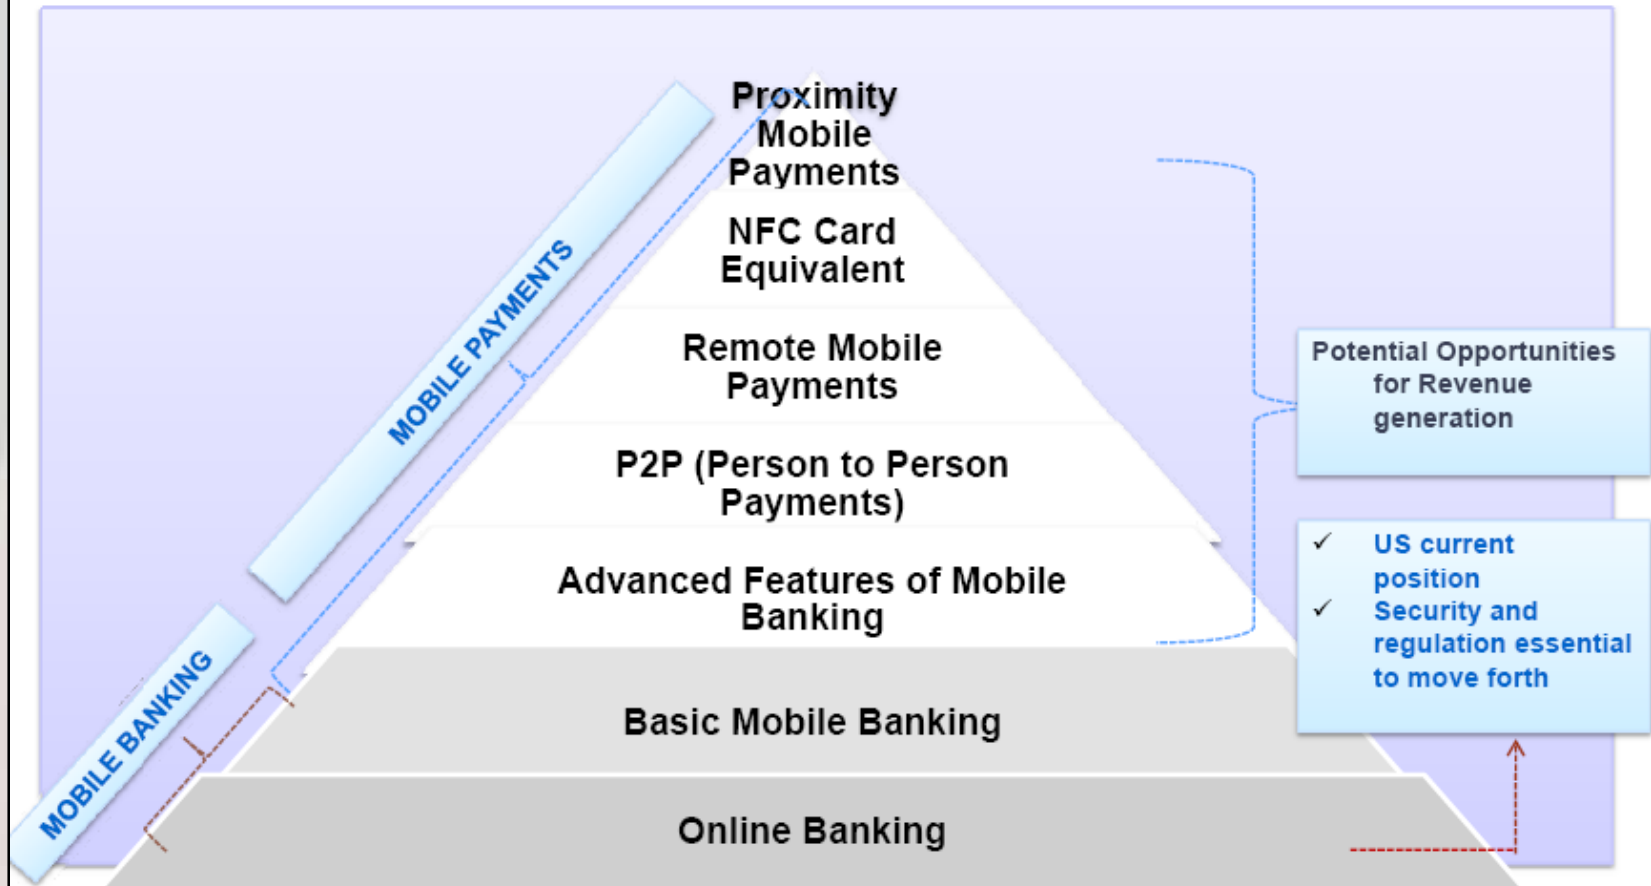 Proximity
Mobile
Payments
NFC Card
Equivalent
Remote Mobile
Payments
P2P (Person to Person
Payments)
Advanced Features of Mobile
Banking
Basic Mobile Banking
Online Banking
MOBILE PAYMENTS
MOBILE BANKING
Potential Opportunities
for Revenue
generation
✓ US current
position
✓ Security and
regulation essential
to move forth